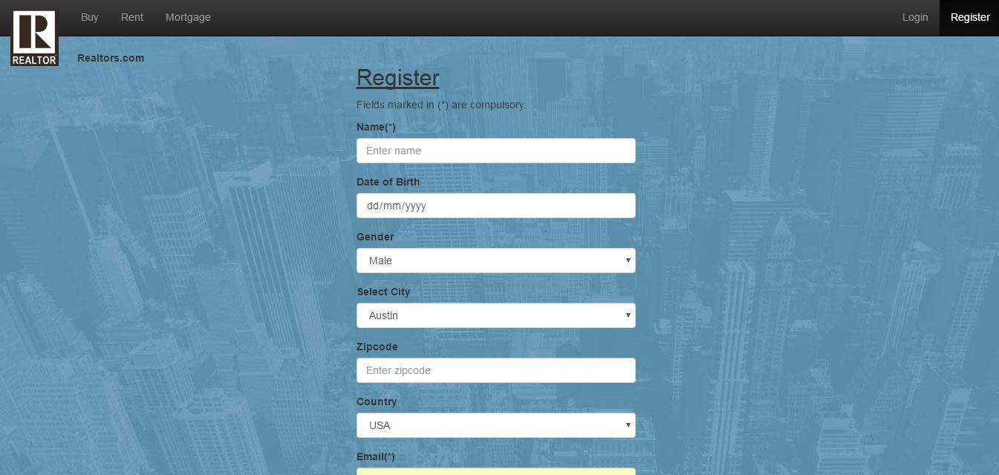 Buy Rent Mortgage Login Register
REALTOR
Realtors.com
Register
Fields marked in (*) are compulsory.
Name(*)
Enter name
Date of Birth
dd/mm/yyyy
Gender
Male
Select City
Austin
Zipcode
Enter zipcode
Country
USA
Email(*)